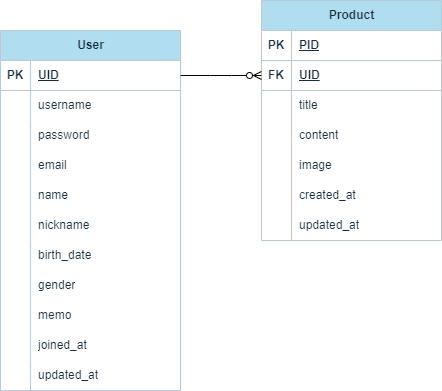 User
PK UID
username
password
email
name
nickname
birth_date
gender
memo
joined_at
updated_at
Product
PK PID
FK UID
title
content
image
created_at
updated_at